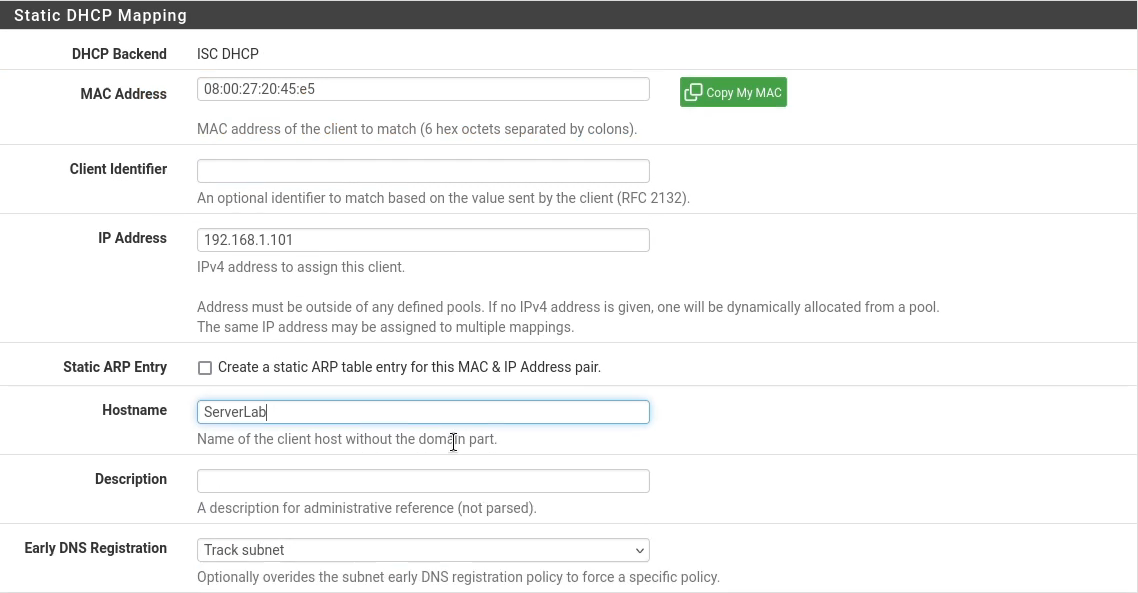 Static DHCP Mapping
DHCP Backend ISC DHCP
MAC Address 08:00:27:20:45:e5 Copy My MAC
MAC address of the client to match (6 hex octets separated by colons).
Client Identifier
An optional identifier to match based on the value sent by the client (RFC 2132).
IP Address 192.168.1.101
IPv4 address to assign this client.
Address must be outside of any defined pools. If no IPv4 address is given, one will be dynamically allocated from a pool.
The same IP address may be assigned to multiple mappings.
Static ARP Entry Create a static ARP table entry for this MAC & IP Address pair.
Hostname ServerLab
Name of the client host without the domain part.
Description
A description for administrative reference (not parsed).
Early DNS Registration Track subnet
Optionally overides the subnet early DNS registration policy to force a specific policy.